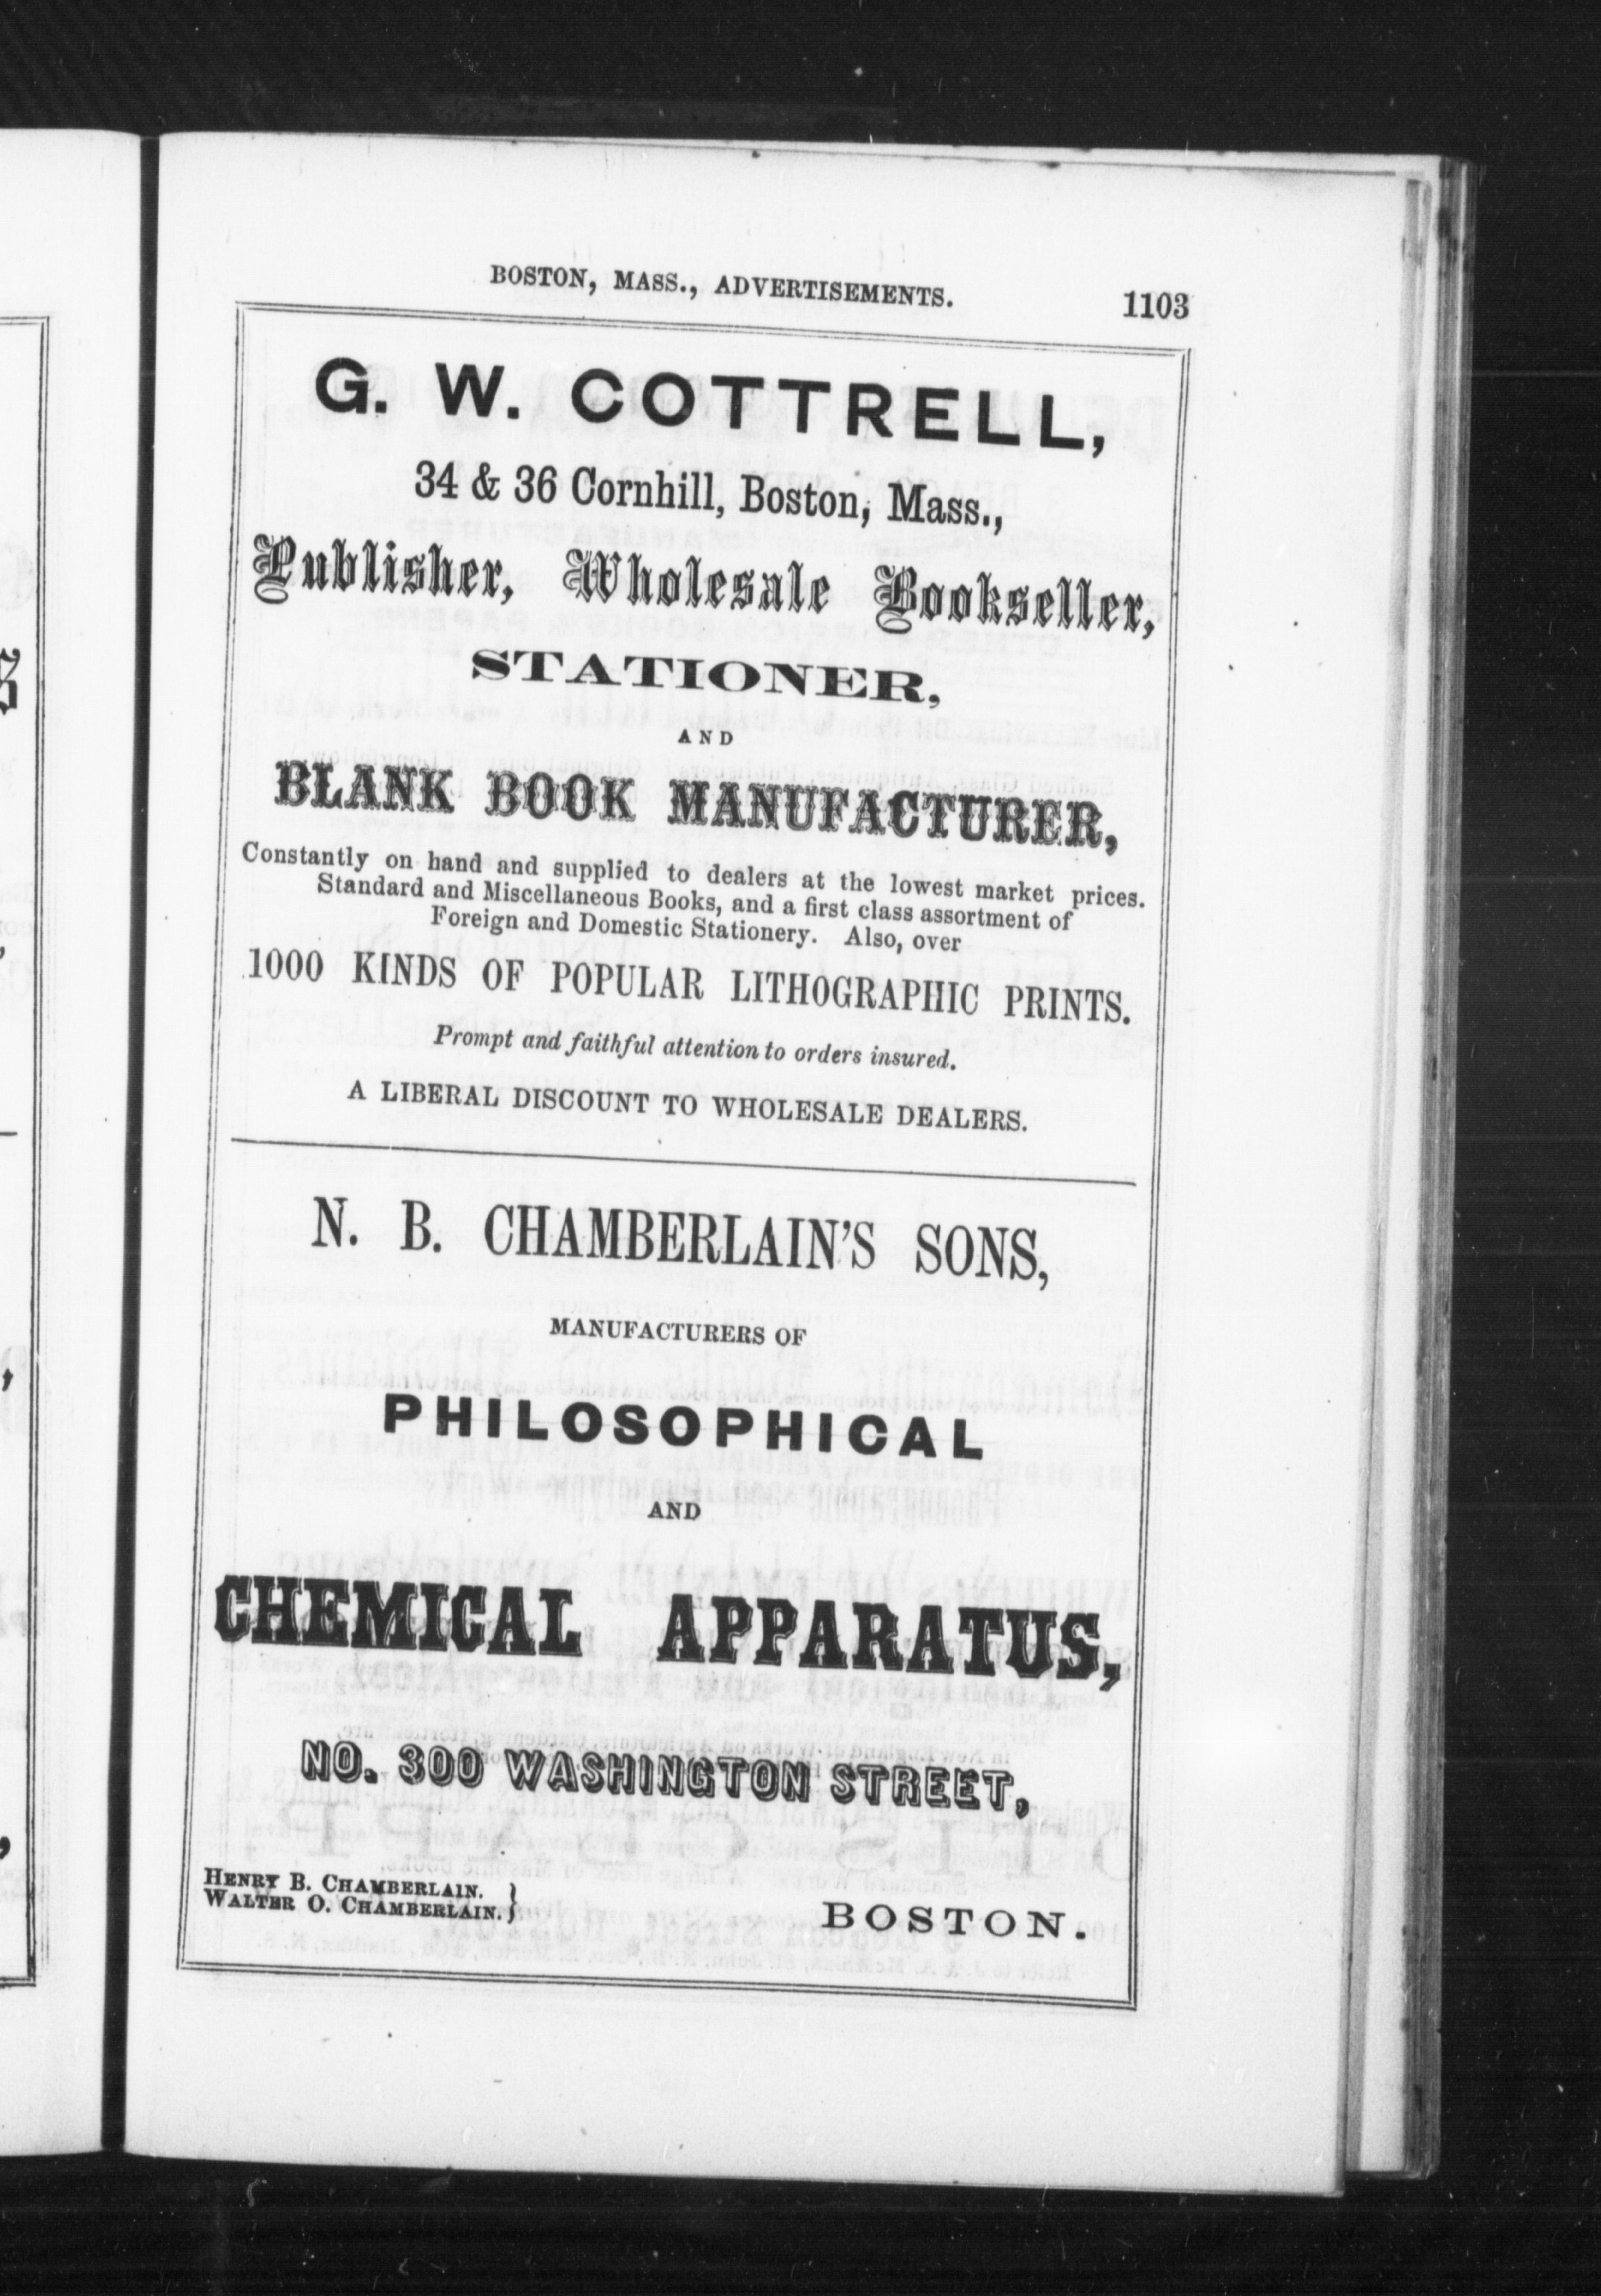 BOSTON, MASS., ADVERTISEMENTS. 1103
G. W. COTTRELL,
34 & 36 Cornhill, Boston, Mass.,
Publisher, Wholesale Bookseller,
STATIONER,
AND
BLANK BOOK MANUFACTURER,
Constantly on hand and supplied to dealers at the lowest market prices.
Standard and Miscellaneous Books, and a first class assortment of
Foreign and Domestic Stationery. Also, over
1000 KINDS OF POPULAR LITHOGRAPHIC PRINTS.
Prompt and faithful attention to orders insured.
A LIBERAL DISCOUNT TO WHOLESALE DEALERS.
N. B. CHAMBERLAIN'S SONS,
MANUFACTURERS OF
PHILOSOPHICAL
AND
CHEMICAL APPARATUS,
NO. 300 WASHINGTON STREET,
HENRY B. CHAMBERLAIN.
WALTER O. CHAMBERLAIN. }
BOSTON.